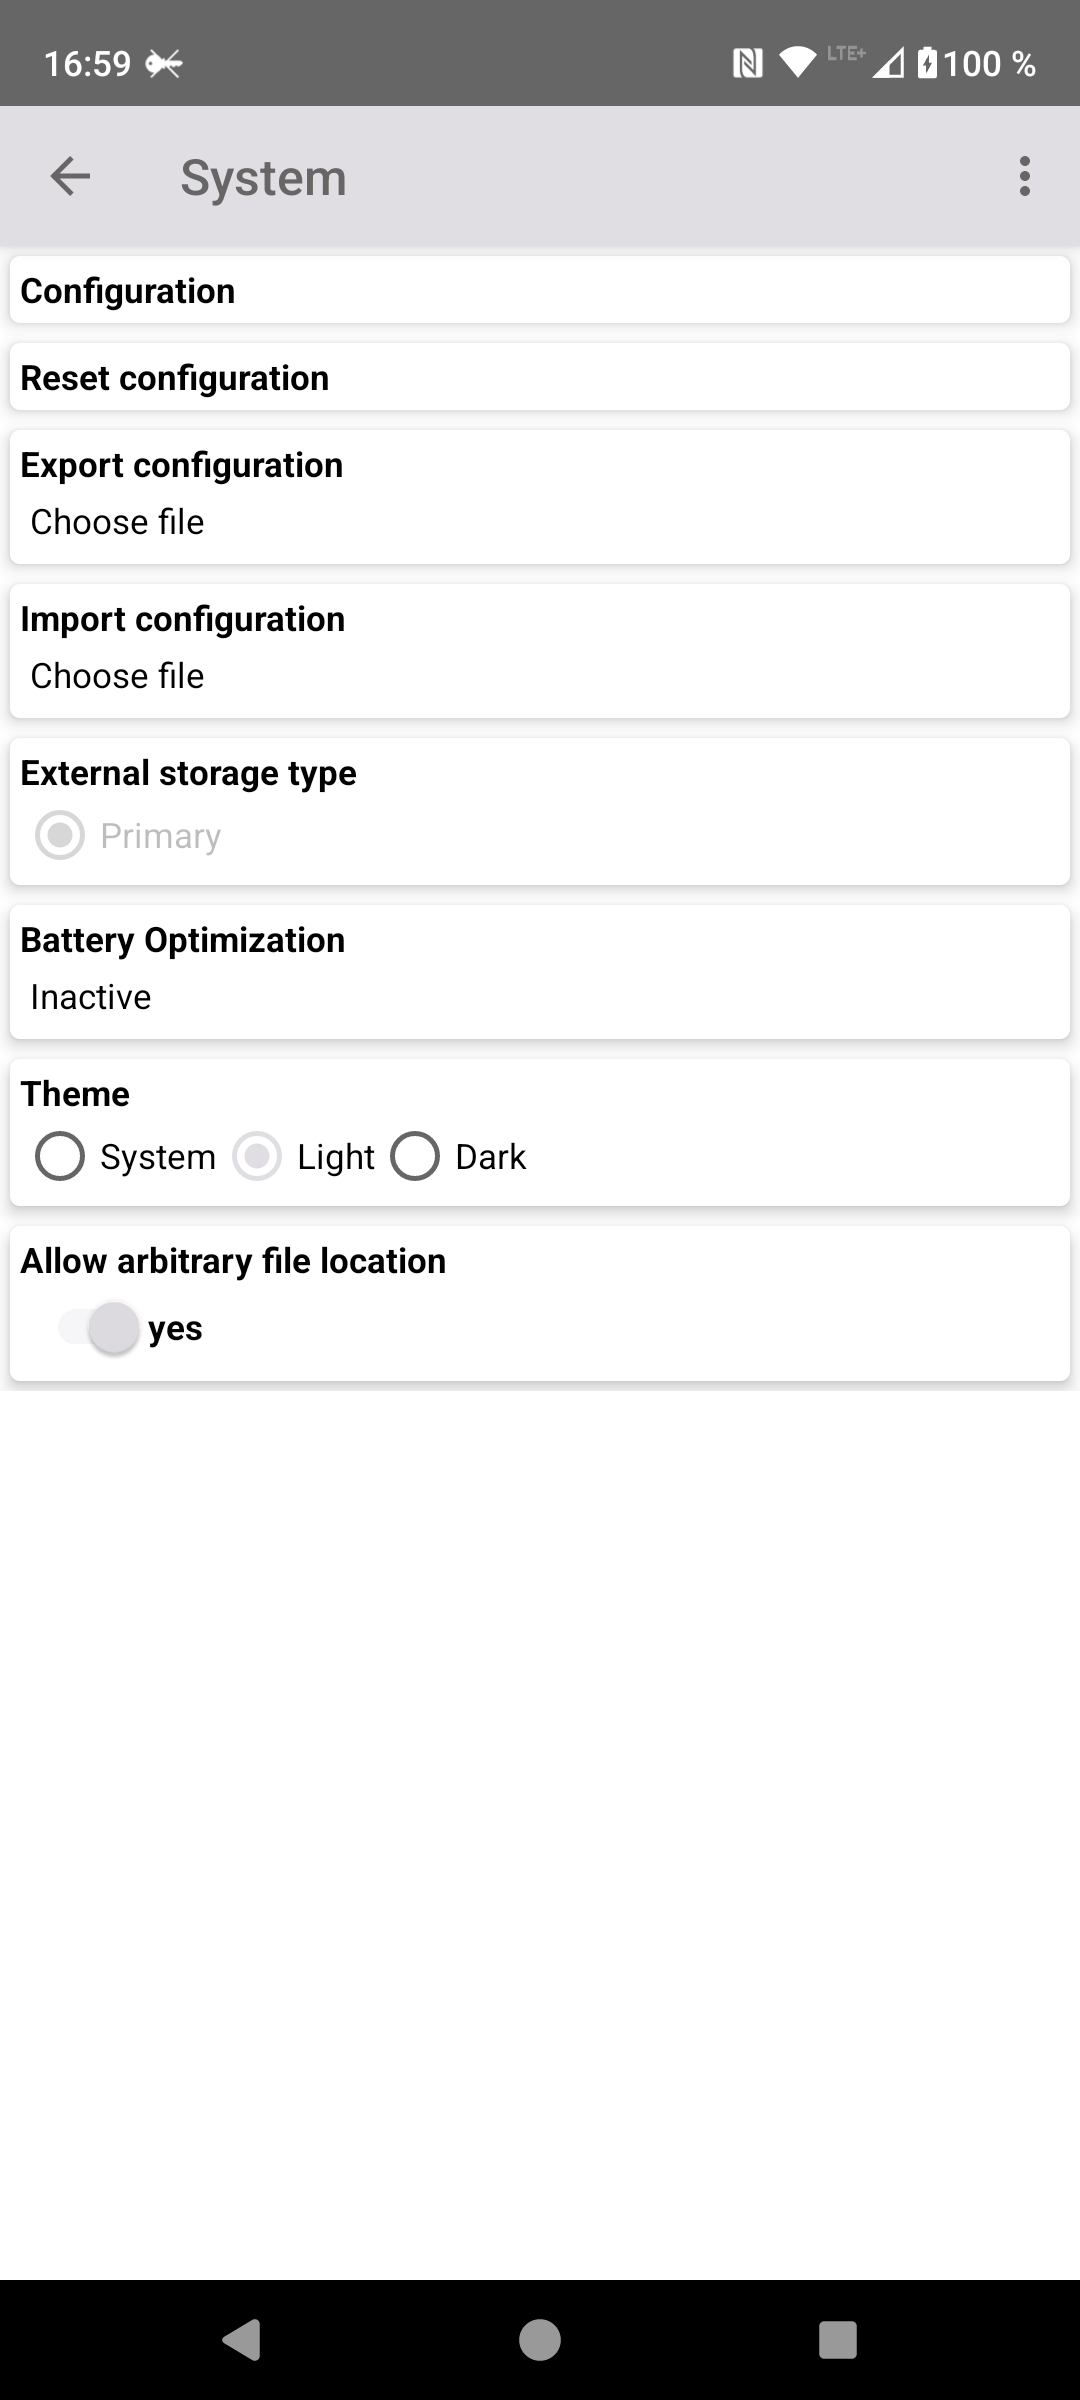 16:59 LTE+ 100 %
System
Configuration
Reset configuration
Export configuration
Choose file
Import configuration
Choose file
External storage type
Primary
Battery Optimization
Inactive
Theme
System Light Dark
Allow arbitrary file location
yes